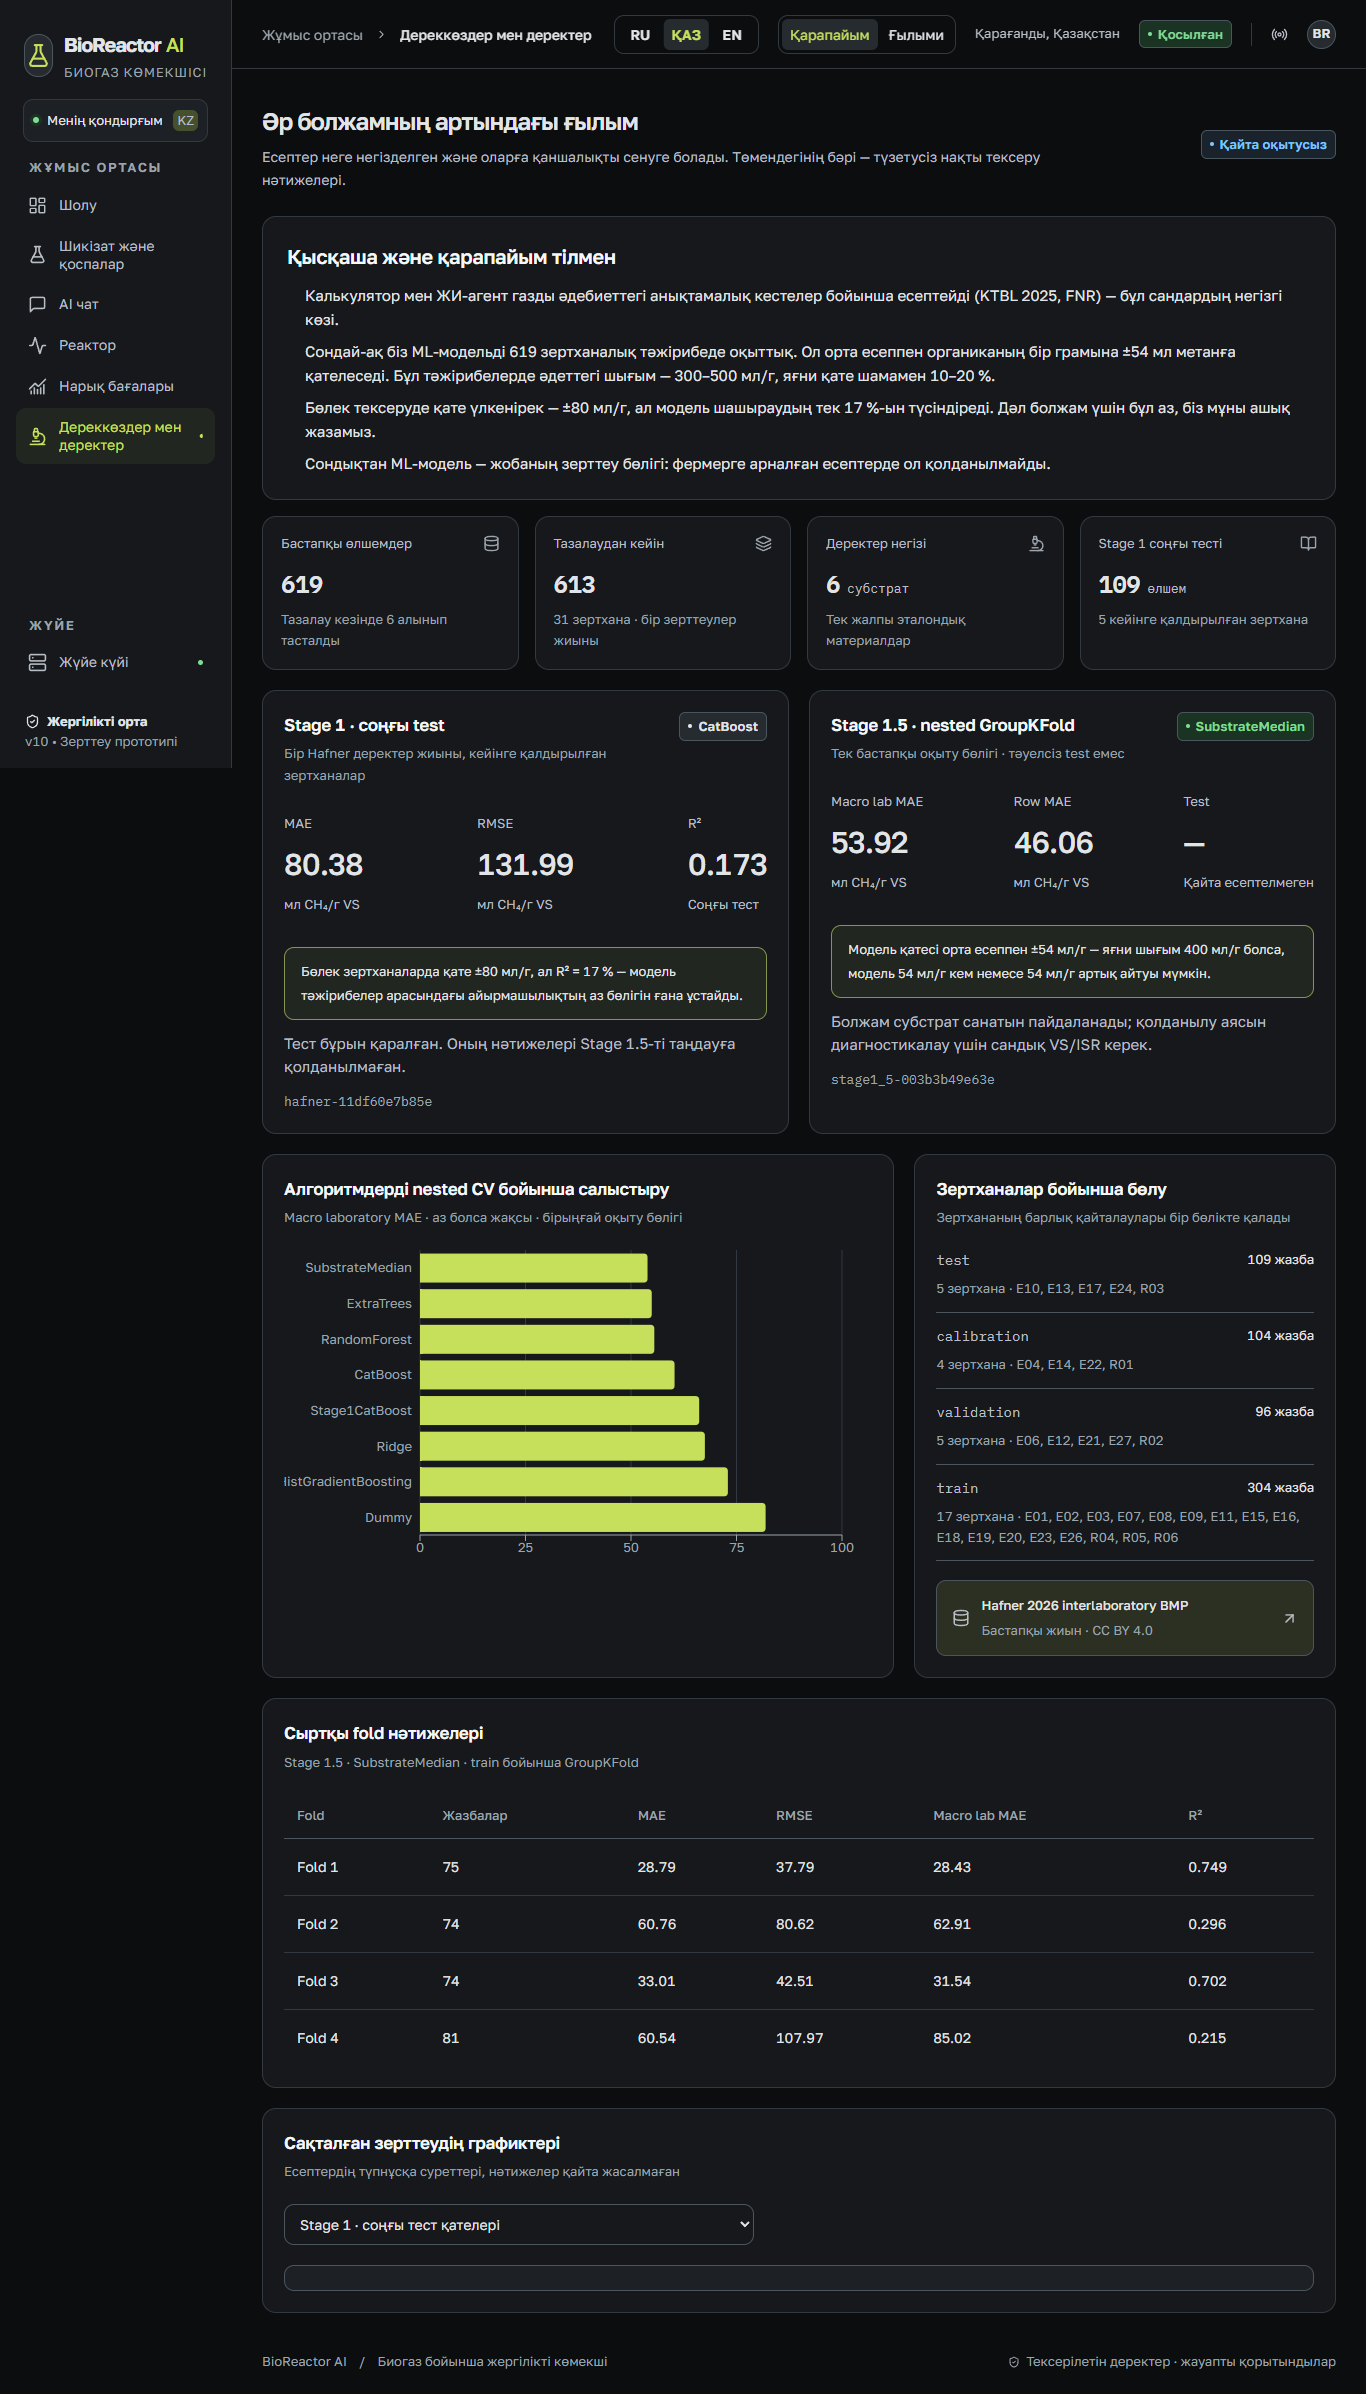 BioReactor AI
БИОГАЗ КӨМЕКШІСІ
Менің қондырғым KZ
ЖҰМЫС ОРТАСЫ
Шолу
Шикізат және
қоспалар
AI чат
Реактор
Нарық бағалары
Дереккөздер мен
деректер
ЖҮЙЕ
Жүйе күйі
Жергілікті орта
v10 • Зерттеу прототипі
Жұмыс ортасы > Дереккөздер мен деректер RU ҚАЗ EN Қарапайым Ғылыми Қарағанды, Қазақстан Қосылған BR
Әр болжамның артындағы ғылым
Есептер неге негізделген және оларға қаншалықты сенуге болады. Төмендегінің бәрі — түзетусіз нақты тексеру
нәтижелері.
Қайта оқытусыз
Қысқаша және қарапайым тілмен
Калькулятор мен ЖИ-агент газды әдебиеттегі анықтамалық кестелер бойынша есептейді (KTBL 2025, FNR) — бұл сандардың негізгі
көзі.
Сондай-ақ біз ML-модельді 619 зертханалық тәжірибеде оқыттық. Ол орта есеппен органиканың бір грамына ±54 мл метанға
қателеседі. Бұл тәжірибелерде әдеттегі шығым — 300–500 мл/г, яғни қате шамамен 10–20 %.
Бөлек тексеруде қате үлкенірек — ±80 мл/г, ал модель шашыраудың тек 17 %-ын түсіндіреді. Дәл болжам үшін бұл аз, біз мұны ашық
жазамыз.
Сондықтан ML-модель — жобаның зерттеу бөлігі: фермерге арналған есептерде ол қолданылмайды.
Бастапқы өлшемдер
619
Тазалау кезінде 6 алынып
тасталды
Тазалаудан кейін
613
31 зертхана · бір зерттеулер
жиыны
Деректер негізі
6 субстрат
Тек жалпы эталондық
материалдар
Stage 1 соңғы тесті
109 өлшем
5 кейінге қалдырылған зертхана
Stage 1 · соңғы test
CatBoost
Бір Hafner деректер жиыны, кейінге қалдырылған
зертханалар
MAE RMSE R²
80.38 131.99 0.173
мл CH₄/г VS мл CH₄/г VS Соңғы тест
Бөлек зертханаларда қате ±80 мл/г, ал R² = 17 % — модель
тәжірибелер арасындағы айырмашылықтың аз бөлігін ғана ұстайды.
Тест бұрын қаралған. Оның нәтижелері Stage 1.5-ті таңдауға
қолданылмаған.
hafner-11df60e7b85e
Stage 1.5 · nested GroupKFold
SubstrateMedian
Тек бастапқы оқыту бөлігі · тәуелсіз test емес
Macro lab MAE Row MAE Test
53.92 46.06 —
мл CH₄/г VS мл CH₄/г VS Қайта есептелмеген
Модель қатесі орта есеппен ±54 мл/г — яғни шығым 400 мл/г болса,
модель 54 мл/г кем немесе 54 мл/г артық айтуы мүмкін.
Болжам субстрат санатын пайдаланады; қолданылу аясын
диагностикалау үшін сандық VS/ISR керек.
stage1_5-003b3b49e63e
Алгоритмдерді nested CV бойынша салыстыру
Macro laboratory MAE · аз болса жақсы · бірыңғай оқыту бөлігі
SubstrateMedian
ExtraTrees
RandomForest
CatBoost
Stage1CatBoost
Ridge
listGradientBoosting
Dummy
0 25 50 75 100
Зертханалар бойынша бөлу
Зертхананың барлық қайталаулары бір бөлікте қалады
test 109 жазба
5 зертхана · E10, E13, E17, E24, R03
calibration 104 жазба
4 зертхана · E04, E14, E22, R01
validation 96 жазба
5 зертхана · E06, E12, E21, E27, R02
train 304 жазба
17 зертхана · E01, E02, E03, E07, E08, E09, E11, E15, E16,
E18, E19, E20, E23, E26, R04, R05, R06
Hafner 2026 interlaboratory BMP
Бастапқы жиын · CC BY 4.0
Сыртқы fold нәтижелері
Stage 1.5 · SubstrateMedian · train бойынша GroupKFold
Fold Жазбалар MAE RMSE Macro lab MAE R²
Fold 1 75 28.79 37.79 28.43 0.749
Fold 2 74 60.76 80.62 62.91 0.296
Fold 3 74 33.01 42.51 31.54 0.702
Fold 4 81 60.54 107.97 85.02 0.215
Сақталған зерттеудің графиктері
Есептердің түпнұсқа суреттері, нәтижелер қайта жасалмаған
Stage 1 · соңғы тест қателері
BioReactor AI / Биогаз бойынша жергілікті көмекші
Тексерілетін деректер · жауапты қорытындылар